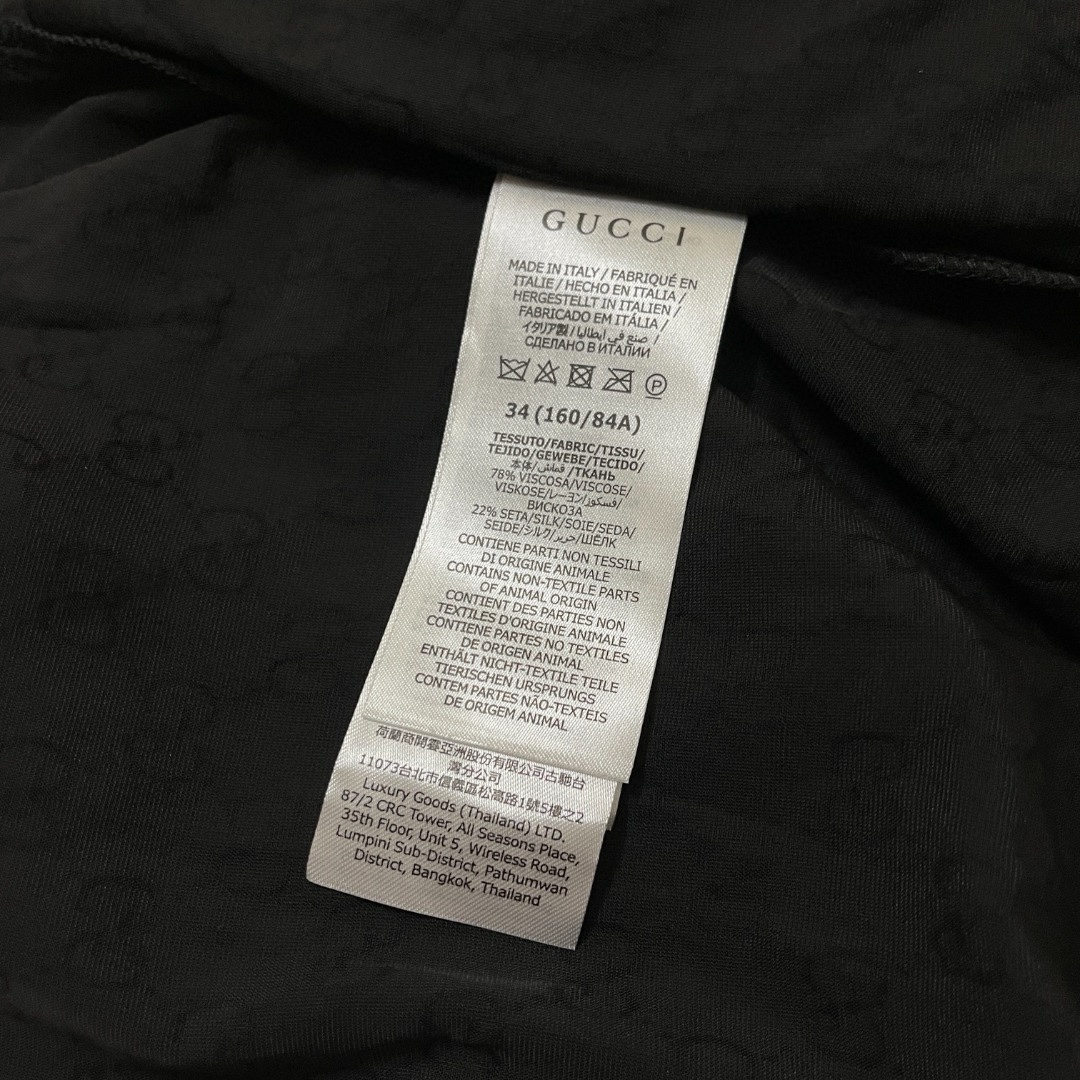 GUCCI
MADE IN ITALY / FABRIQUÉ EN
ITALIE / HECHO EN ITALIA /
HERGESTELLT IN ITALIEN /
FABRICADO EM ITÁLIA /
イタリア製 / صنع في إيطاليا /
СДЕЛАНО В ИТАЛИИ
P
34 (160/84A)
TESSUTO/FABRIC/TISSU/
TEJIDO/GEWEBE/TECIDO/
本体/قماش/ТКАНЬ
78% VISCOSA/VISCOSE/
VISKOSE/レーヨン/فسكوز/
ВИСКОЗА
22% SETA/SILK/SOIE/SEDA/
SEIDE/シルク/حرير/ШЁЛК
CONTIENE PARTI NON TESSILI
DI ORIGINE ANIMALE
CONTAINS NON-TEXTILE PARTS
OF ANIMAL ORIGIN
CONTIENT DES PARTIES NON
TEXTILES D'ORIGINE ANIMALE
CONTIENE PARTES NO TEXTILES
DE ORIGEN ANIMAL
ENTHÄLT NICHT-TEXTILE TEILE
TIERISCHEN URSPRUNGS
CONTEM PARTES NÃO-TEXTEIS
DE ORIGEM ANIMAL
荷蘭商開雲亞洲股份有限公司古馳台
灣分公司
11073台北市信義區松高路1號5樓之2
Luxury Goods (Thailand) LTD.
87/2 CRC Tower, All Seasons Place,
35th Floor, Unit 5, Wireless Road,
Lumpini Sub-District, Pathumwan
District, Bangkok, Thailand